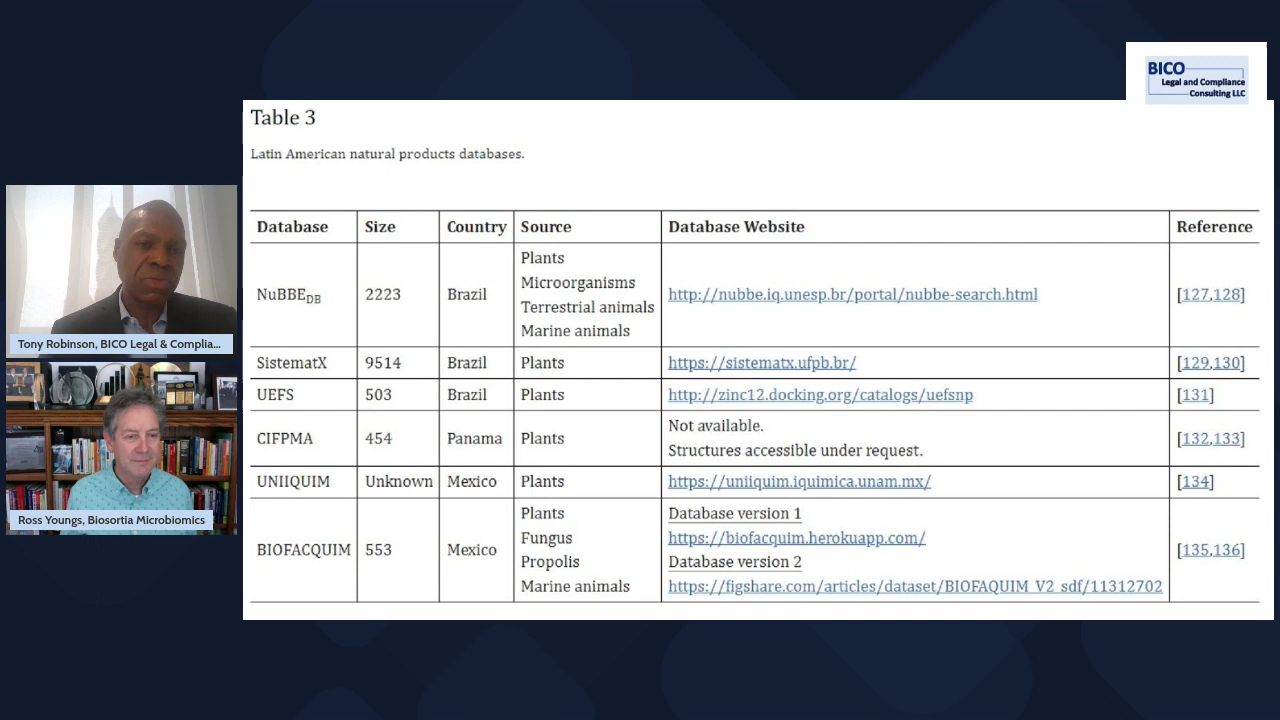 BICO
Legal and Compliance
Consulting LLC
Table 3
Latin American natural products databases.
Database Size Country Source Database Website Reference
NuBBEDB 2223 Brazil Plants
Microorganisms
Terrestrial animals
Marine animals http://nubbe.iq.unesp.br/portal/nubbe-search.html [127,128]
SistematX 9514 Brazil Plants https://sistematx.ufpb.br/ [129,130]
UEFS 503 Brazil Plants http://zinc12.docking.org/catalogs/uefsnp [131]
CIFPMA 454 Panama Plants Not available.
Structures accessible under request. [132,133]
UNIIQUIM Unknown Mexico Plants https://uniiquim.iquimica.unam.mx/ [134]
BIOFACQUIM 553 Mexico Plants
Fungus
Propolis
Marine animals Database version 1
https://biofacquim.herokuapp.com/
Database version 2
https://figshare.com/articles/dataset/BIOFAQUIM_V2_sdf/11312702 [135,136]
Tony Robinson, BICO Legal & Complia...
Ross Youngs, Biosortia Microbiomics